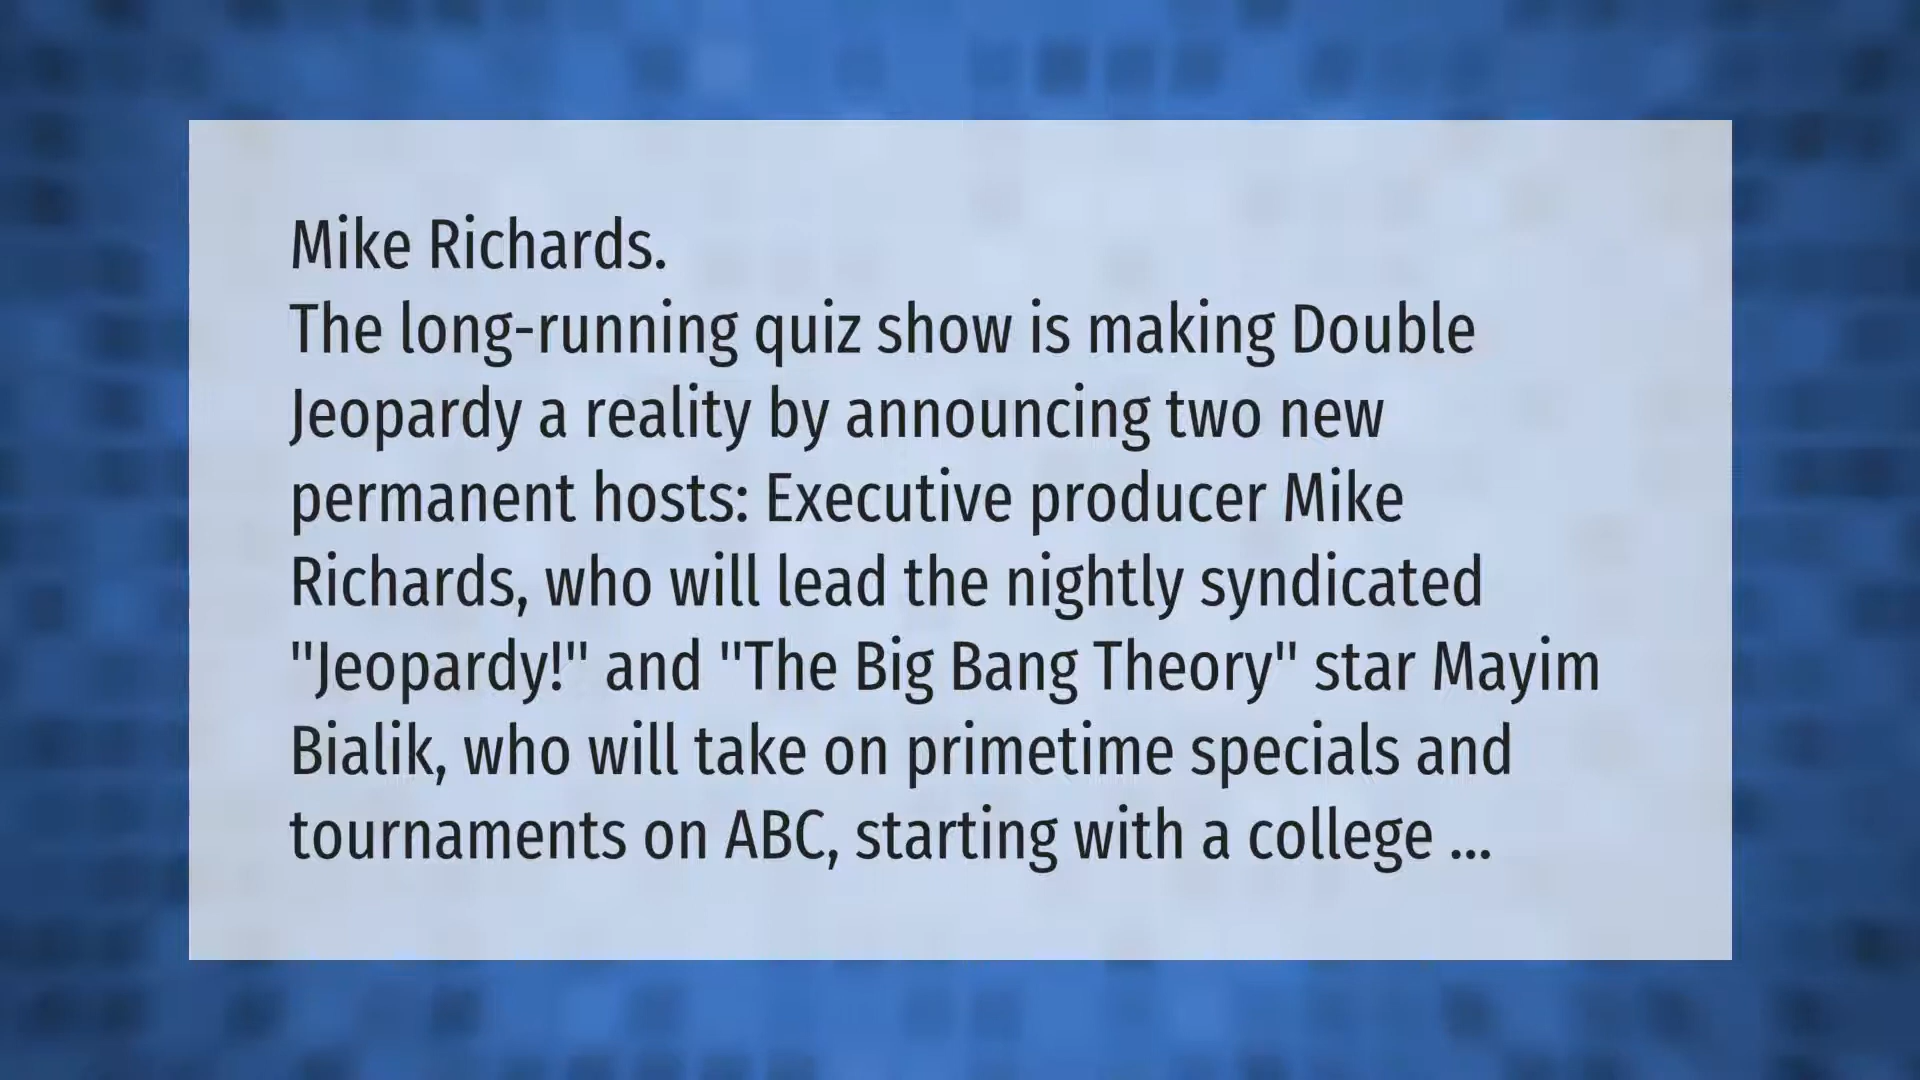 Mike Richards.
The long-running quiz show is making Double
Jeopardy a reality by announcing two new
permanent hosts: Executive producer Mike
Richards, who will lead the nightly syndicated
"Jeopardy!" and "The Big Bang Theory" star Mayim
Bialik, who will take on primetime specials and
tournaments on ABC, starting with a college ...